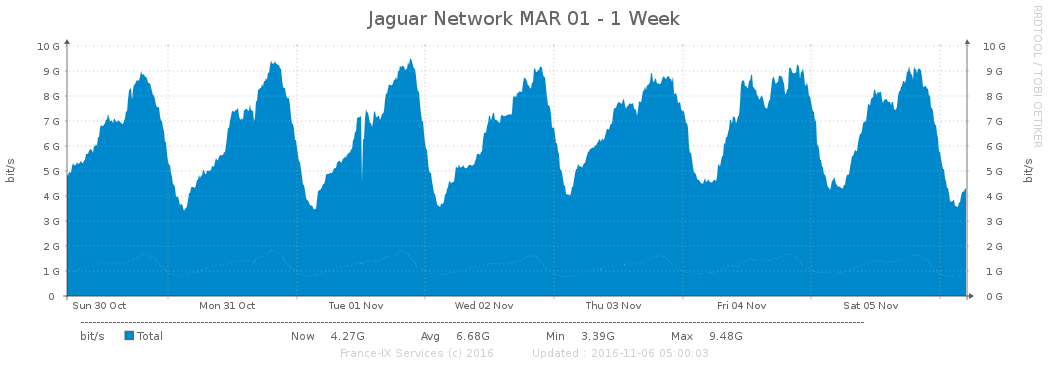 Jaguar Network MAR 01 - 1 Week
RRDTOOL / TOBI OETIKER
bit/s
10 G 10 G
9 G 9 G
8 G 8 G
7 G 7 G
6 G 6 G
5 G 5 G
4 G 4 G
3 G 3 G
2 G 2 G
1 G 1 G
0 0 G
bit/s
Sun 30 Oct Mon 31 Oct Tue 01 Nov Wed 02 Nov Thu 03 Nov Fri 04 Nov Sat 05 Nov
bit/s Total Now 4.27G Avg 6.68G Min 3.39G Max 9.48G
France-IX Services (c) 2016 Updated : 2016-11-06 05:00:03